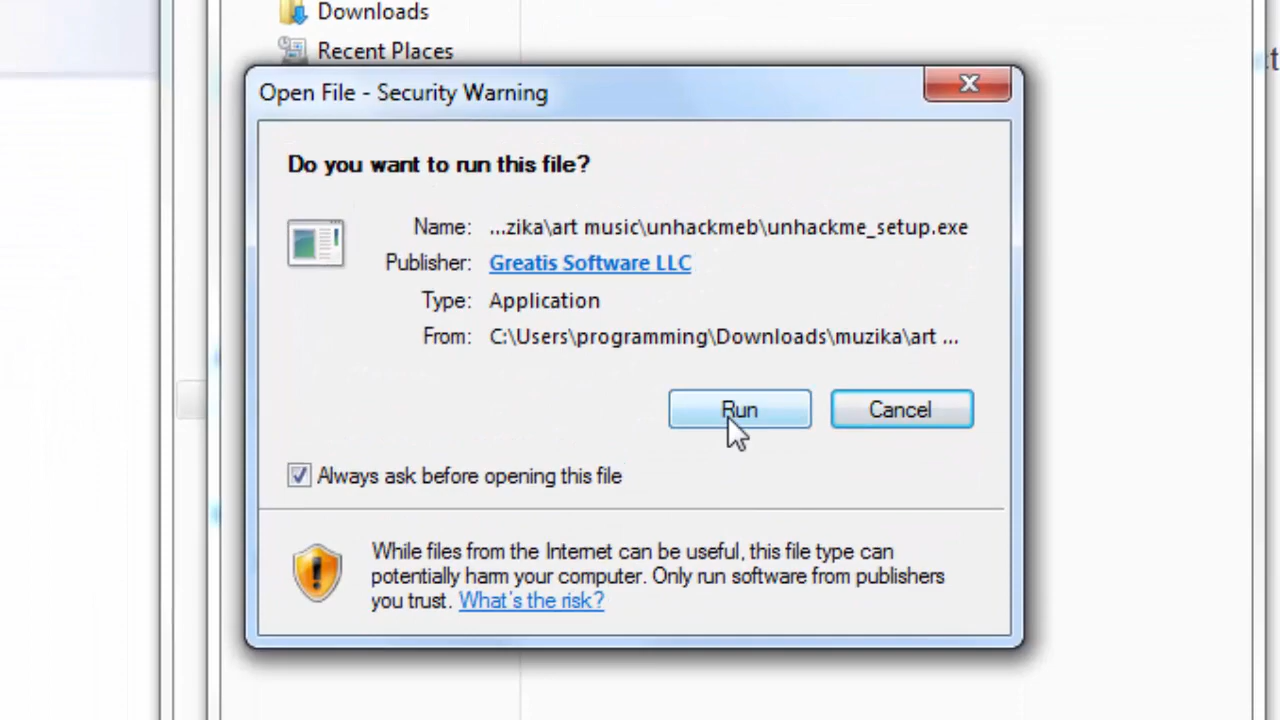 Downloads
Recent Places
ct
Open File - Security Warning
Do you want to run this file?
Name: ...zika\art music\unhackmeb\unhackme_setup.exe
Publisher: Greatis Software LLC
Type: Application
From: C:\Users\programming\Downloads\muzika\art ...
Run Cancel
Always ask before opening this file
While files from the Internet can be useful, this file type can
potentially harm your computer. Only run software from publishers
you trust. What's the risk?